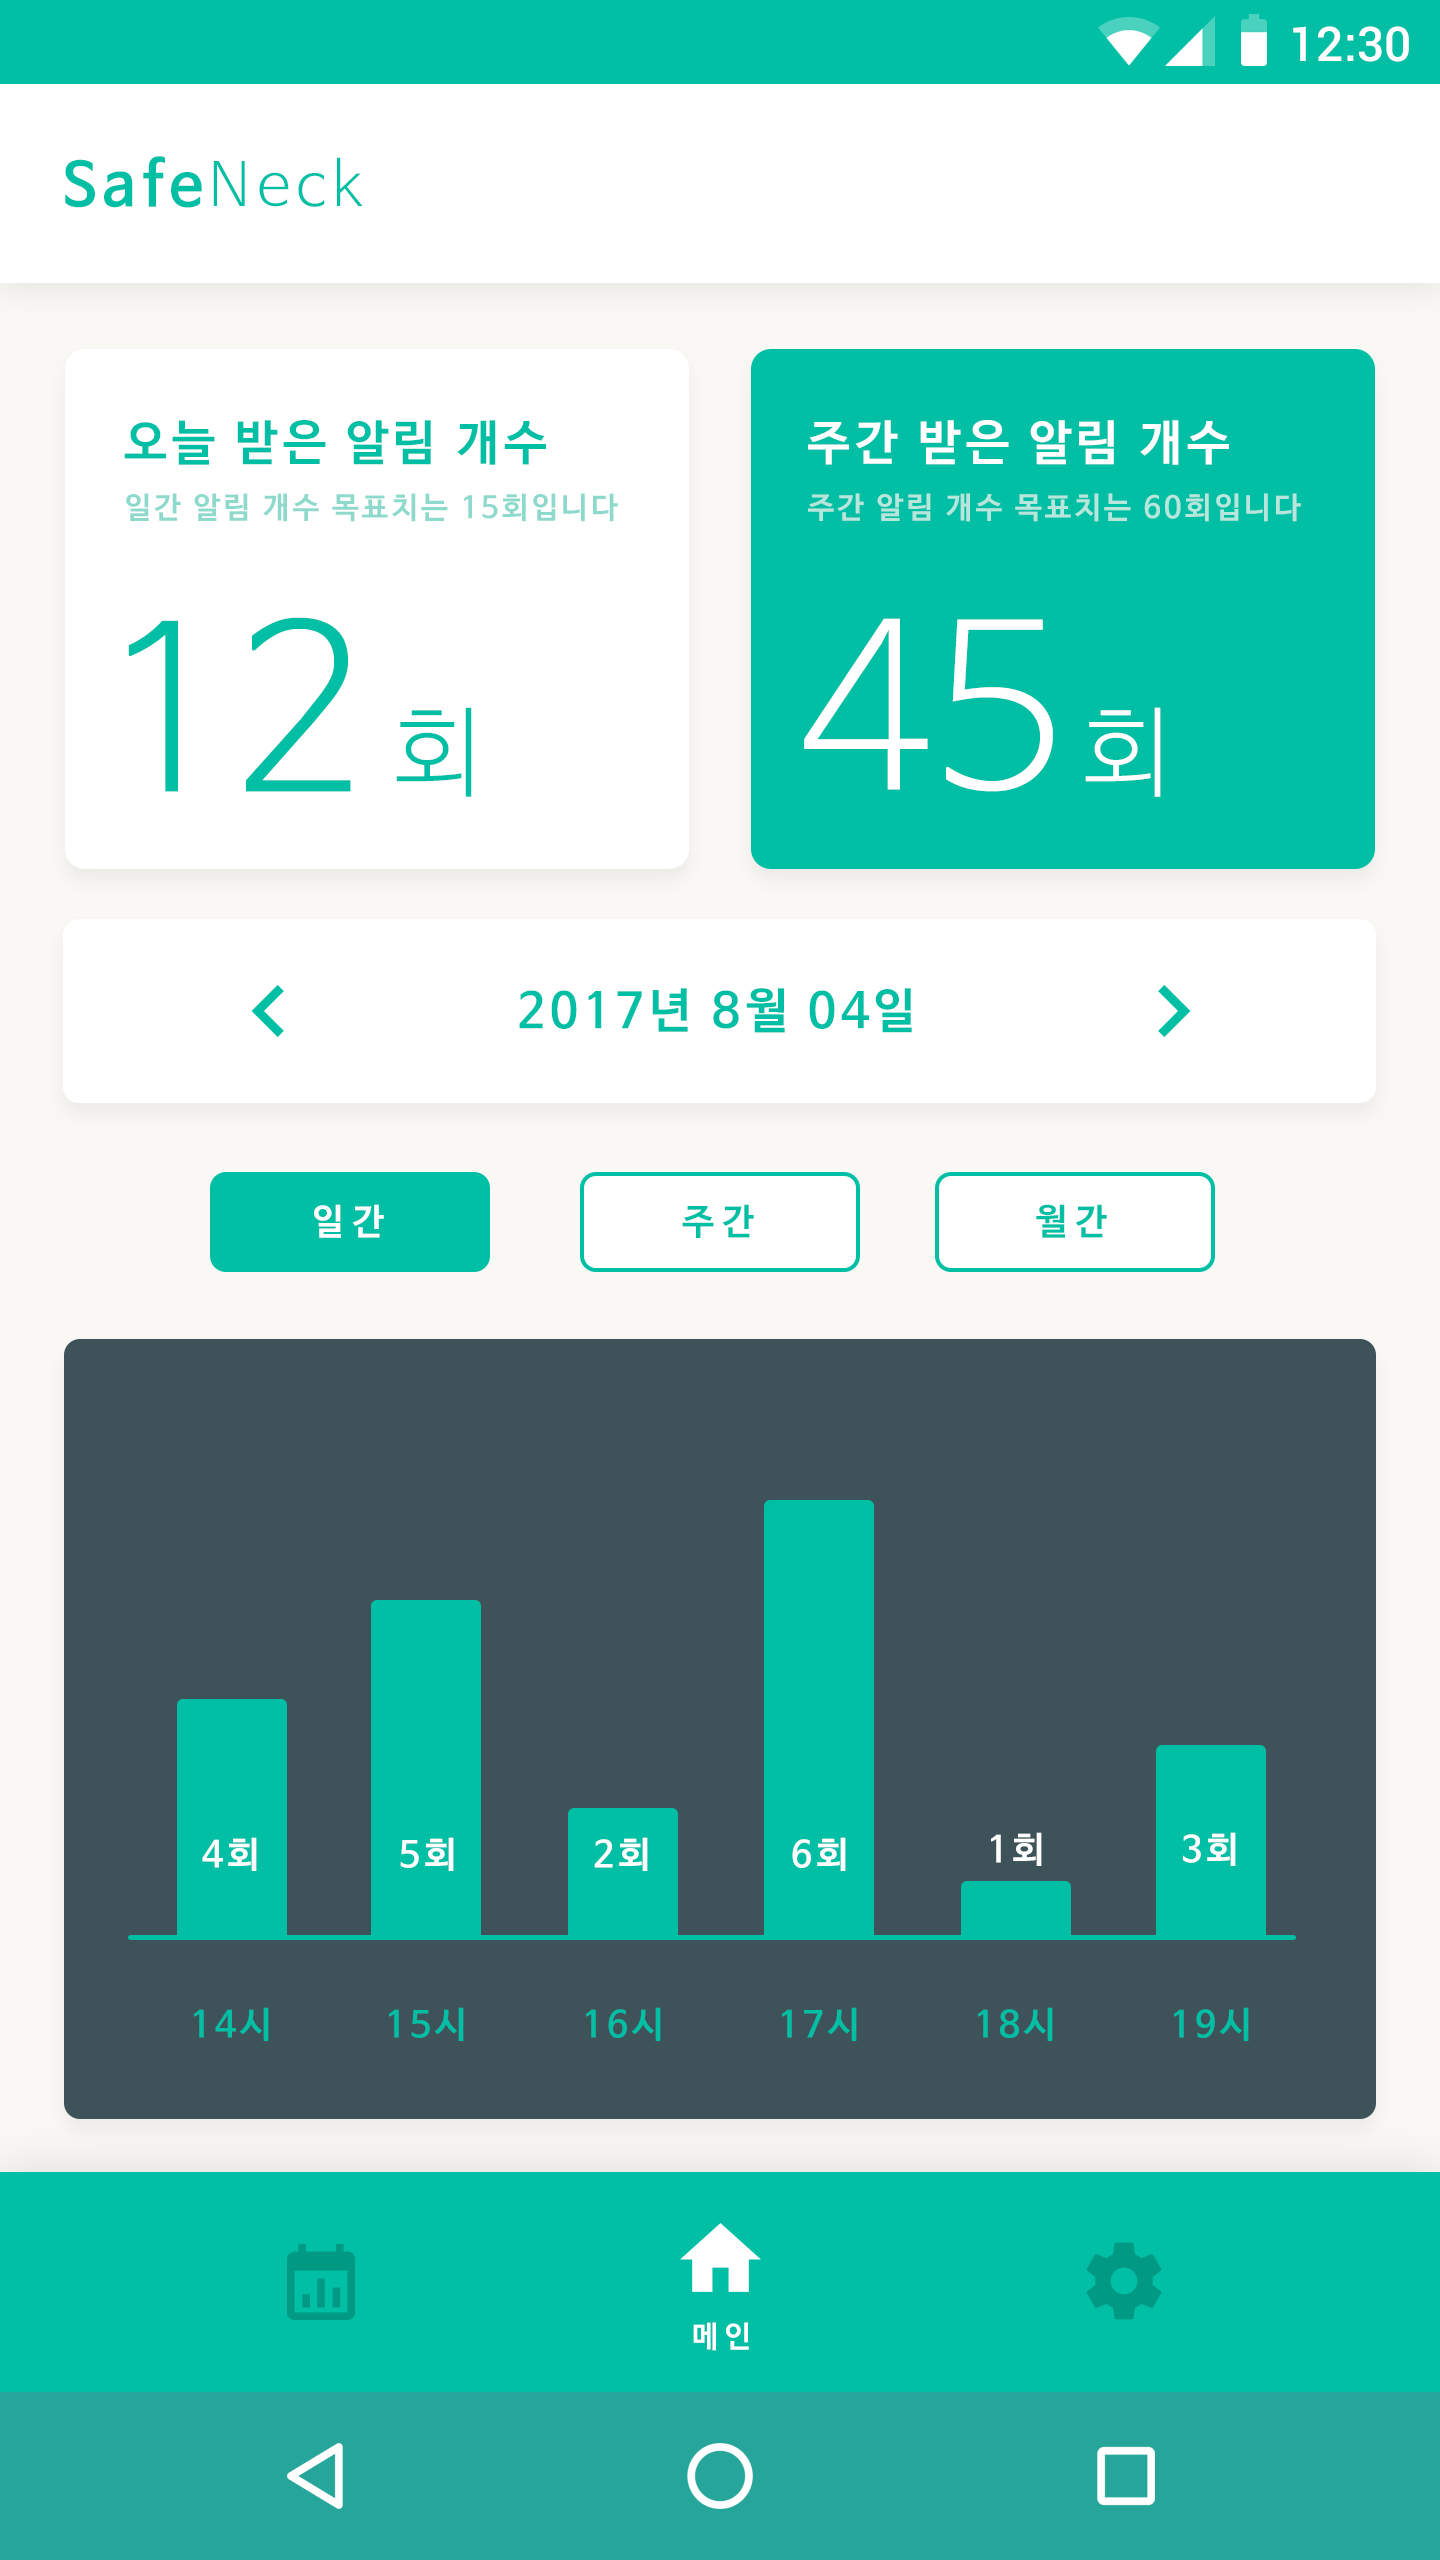 12:30
SafeNeck
오늘 받은 알림 개수
일간 알림 개수 목표치는 15회입니다
12회
주간 받은 알림 개수
주간 알림 개수 목표치는 60회입니다
45회
2017년 8월 04일
일간
주간
월간
4회
5회
2회
6회
1회
3회
14시
15시
16시
17시
18시
19시
메인